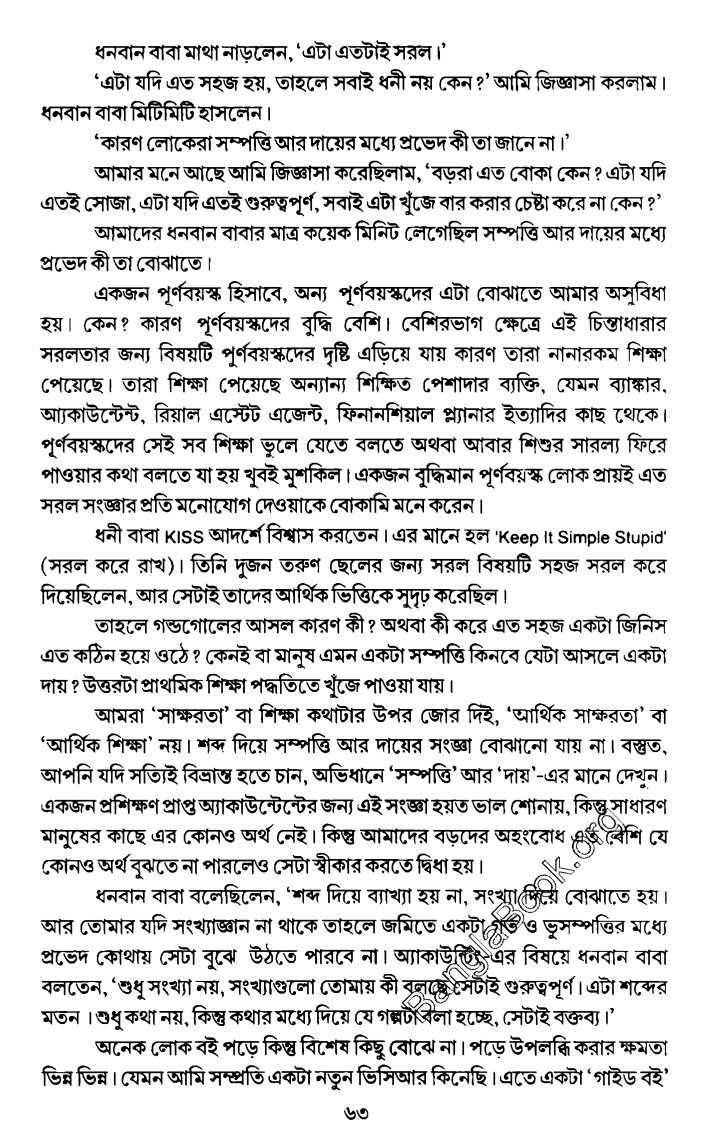 ধনবান বাবা মাথা নাড়লেন, ‘এটা এতটাই সরল।’
‘এটা যদি এত সহজ হয়, তাহলে সবাই ধনী নয় কেন?’ আমি জিজ্ঞাসা করলাম।
ধনবান বাবা মিটিমিটি হাসলেন।
‘কারণ লোকেরা সম্পত্তি আর দায়ের মধ্যে প্রভেদ কী তা জানে না।’
আমার মনে আছে আমি জিজ্ঞাসা করেছিলাম, ‘বড়রা এত বোকা কেন? এটা যদি
এতই সোজা, এটা যদি এতই গুরুত্বপূর্ণ, সবাই এটা খুঁজে বার করার চেষ্টা করে না কেন?’
আমাদের ধনবান বাবার মাত্র কয়েক মিনিট লেগেছিল সম্পত্তি আর দায়ের মধ্যে
প্রভেদ কী তা বোঝাতে।
একজন পূর্ণবয়স্ক হিসাবে, অন্য পূর্ণবয়স্কদের এটা বোঝাতে আমার অসুবিধা
হয়। কেন? কারণ পূর্ণবয়স্কদের বুদ্ধি বেশি। বেশিরভাগ ক্ষেত্রে এই চিন্তাধারার
সরলতার জন্য বিষয়টি পূর্ণবয়স্কদের দৃষ্টি এড়িয়ে যায় কারণ তারা নানারকম শিক্ষা
পেয়েছে। তারা শিক্ষা পেয়েছে অন্যান্য শিক্ষিত পেশাদার ব্যক্তি, যেমন ব্যাঙ্কার,
অ্যাকাউন্টেন্ট, রিয়াল এস্টেট এজেন্ট, ফিনানশিয়াল প্ল্যানার ইত্যাদির কাছ থেকে।
পূর্ণবয়স্কদের সেই সব শিক্ষা ভুলে যেতে বলতে অথবা আবার শিশুর সারল্য ফিরে
পাওয়ার কথা বলতে যা হয় খুবই মুশকিল। একজন বুদ্ধিমান পূর্ণবয়স্ক লোক প্রায়ই এত
সরল সংজ্ঞার প্রতি মনোযোগ দেওয়াকে বোকামি মনে করেন।
ধনী বাবা KISS আদর্শে বিশ্বাস করতেন। এর মানে হল 'Keep It Simple Stupid'
(সরল করে রাখ)। তিনি দুজন তরুণ ছেলের জন্য সরল বিষয়টি সহজ সরল করে
দিয়েছিলেন, আর সেটাই তাদের আর্থিক ভিত্তিকে সুদৃঢ় করেছিল।
তাহলে গন্ডগোলের আসল কারণ কী? অথবা কী করে এত সহজ একটা জিনিস
এত কঠিন হয়ে ওঠে? কেনই বা মানুষ এমন একটা সম্পত্তি কিনবে যেটা আসলে একটা
দায়? উত্তরটা প্রাথমিক শিক্ষা পদ্ধতিতে খুঁজে পাওয়া যায়।
আমরা ‘সাক্ষরতা’ বা শিক্ষা কথাটার উপর জোর দিই, ‘আর্থিক সাক্ষরতা’ বা
‘আর্থিক শিক্ষা’ নয়। শব্দ দিয়ে সম্পত্তি আর দায়ের সংজ্ঞা বোঝানো যায় না। বস্তুত,
আপনি যদি সত্যিই বিভ্রান্ত হতে চান, অভিধানে ‘সম্পত্তি’ আর ‘দায়’-এর মানে দেখুন।
একজন প্রশিক্ষণ প্রাপ্ত অ্যাকাউন্টেন্টের জন্য এই সংজ্ঞা হয়ত ভাল শোনায়, কিন্তু সাধারণ
মানুষের কাছে এর কোনও অর্থ নেই। কিন্তু আমাদের বড়দের অহংবোধ এত বেশি যে
কোনও অর্থ বুঝতে না পারলেও সেটা স্বীকার করতে দ্বিধা হয়।
ধনবান বাবা বলেছিলেন, ‘শব্দ দিয়ে ব্যাখ্যা হয় না, সংখ্যা দিয়ে বোঝাতে হয়।
আর তোমার যদি সংখ্যাজ্ঞান না থাকে তাহলে জমিতে একটা গর্ত ও ভূসম্পত্তির মধ্যে
প্রভেদ কোথায় সেটা বুঝে উঠতে পারবে না। অ্যাকাউন্টিং-এর বিষয়ে ধনবান বাবা
বলতেন, ‘শুধু সংখ্যা নয়, সংখ্যাগুলো তোমায় কী বলছে সেটাই গুরুত্বপূর্ণ। এটা শব্দের
মতন। শুধু কথা নয়, কিন্তু কথার মধ্যে দিয়ে যে গল্পটা বলা হচ্ছে, সেটাই বক্তব্য।’
অনেক লোক বই পড়ে কিন্তু বিশেষ কিছু বোঝে না। পড়ে উপলব্ধি করার ক্ষমতা
ভিন্ন ভিন্ন। যেমন আমি সম্প্রতি একটা নতুন ভিসিআর কিনেছি। এতে একটা ‘গাইড বই’
৬৩
BanglaBook.org